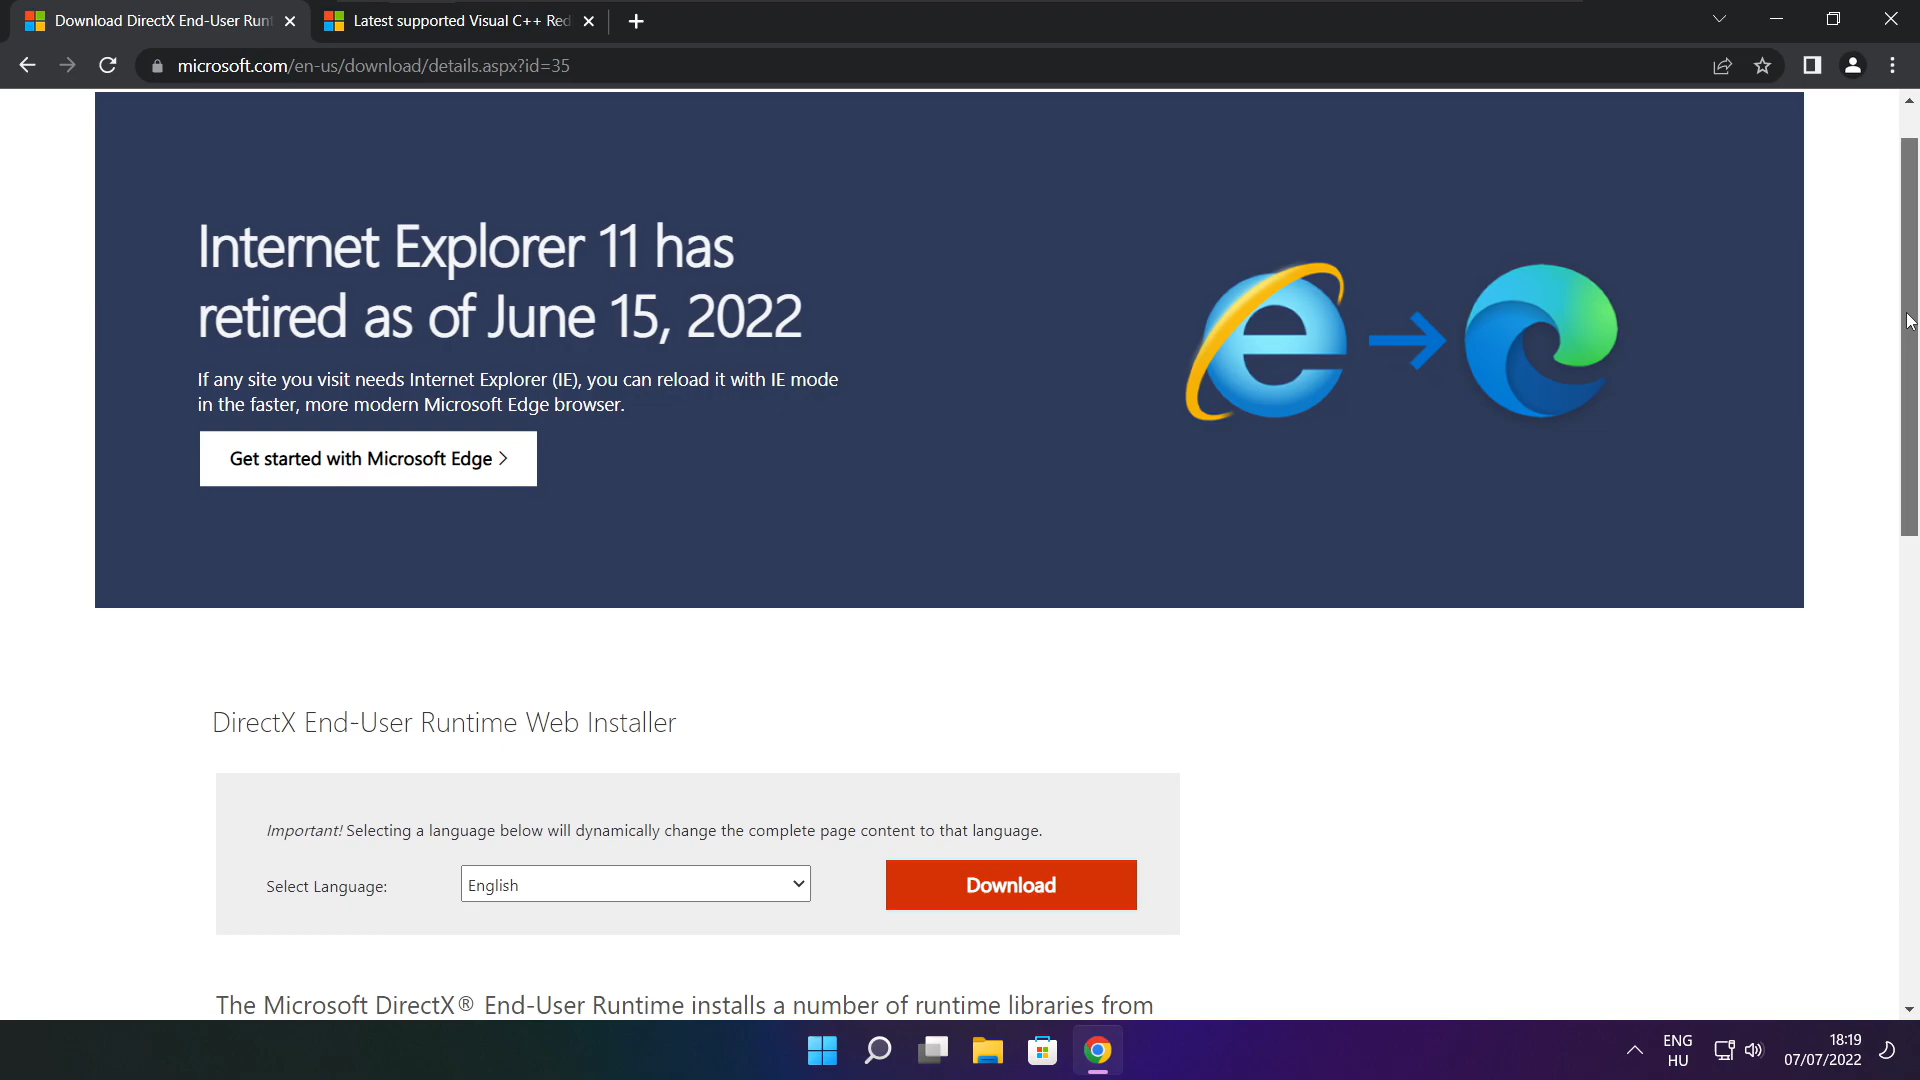 Download DirectX End-User Runt
Latest supported Visual C++ Red
microsoft.com/en-us/download/details.aspx?id=35
Internet Explorer 11 has
retired as of June 15, 2022
If any site you visit needs Internet Explorer (IE), you can reload it with IE mode
in the faster, more modern Microsoft Edge browser.
Get started with Microsoft Edge >
DirectX End-User Runtime Web Installer
Important! Selecting a language below will dynamically change the complete page content to that language.
Select Language:
English
Download
The Microsoft DirectX® End-User Runtime installs a number of runtime libraries from
ENG
HU
18:19
07/07/2022